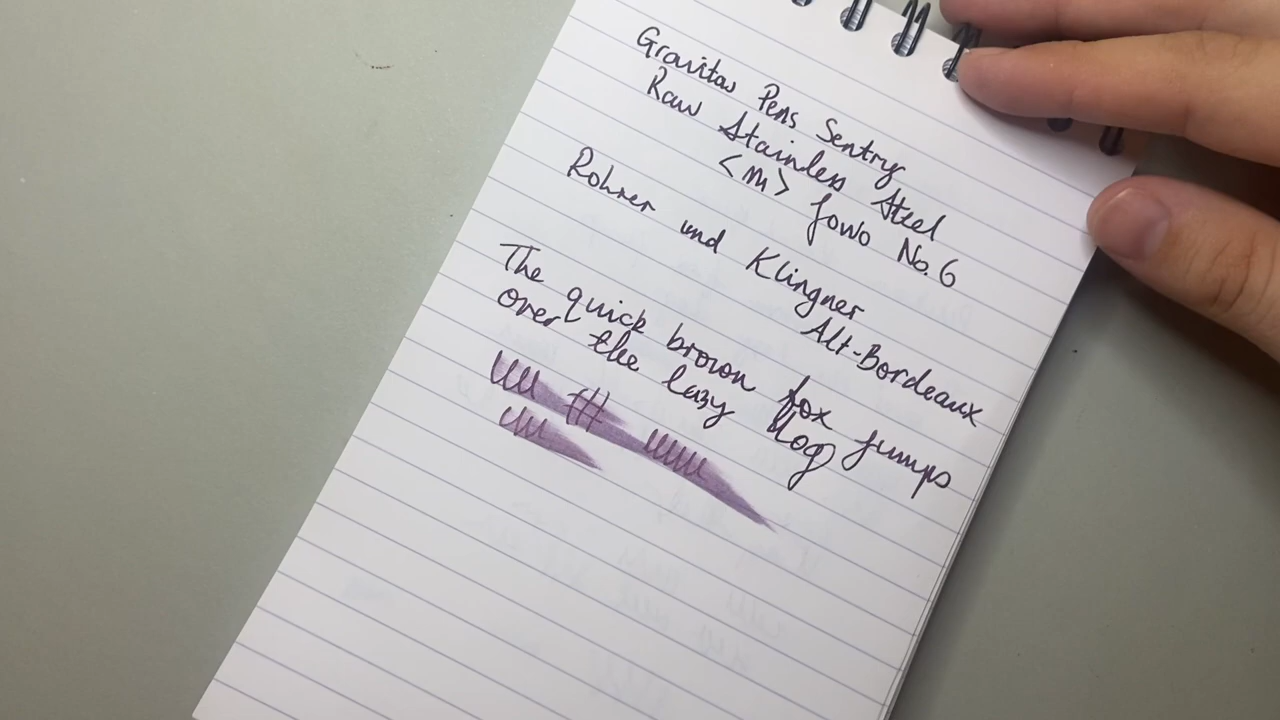 Gravitas Pens Sentry
Raw Stainless Steel
<m> Jowo No. 6
Rohrer und Klingner
Alt-Bordeaux
The quick brown fox jumps
over the lazy dog